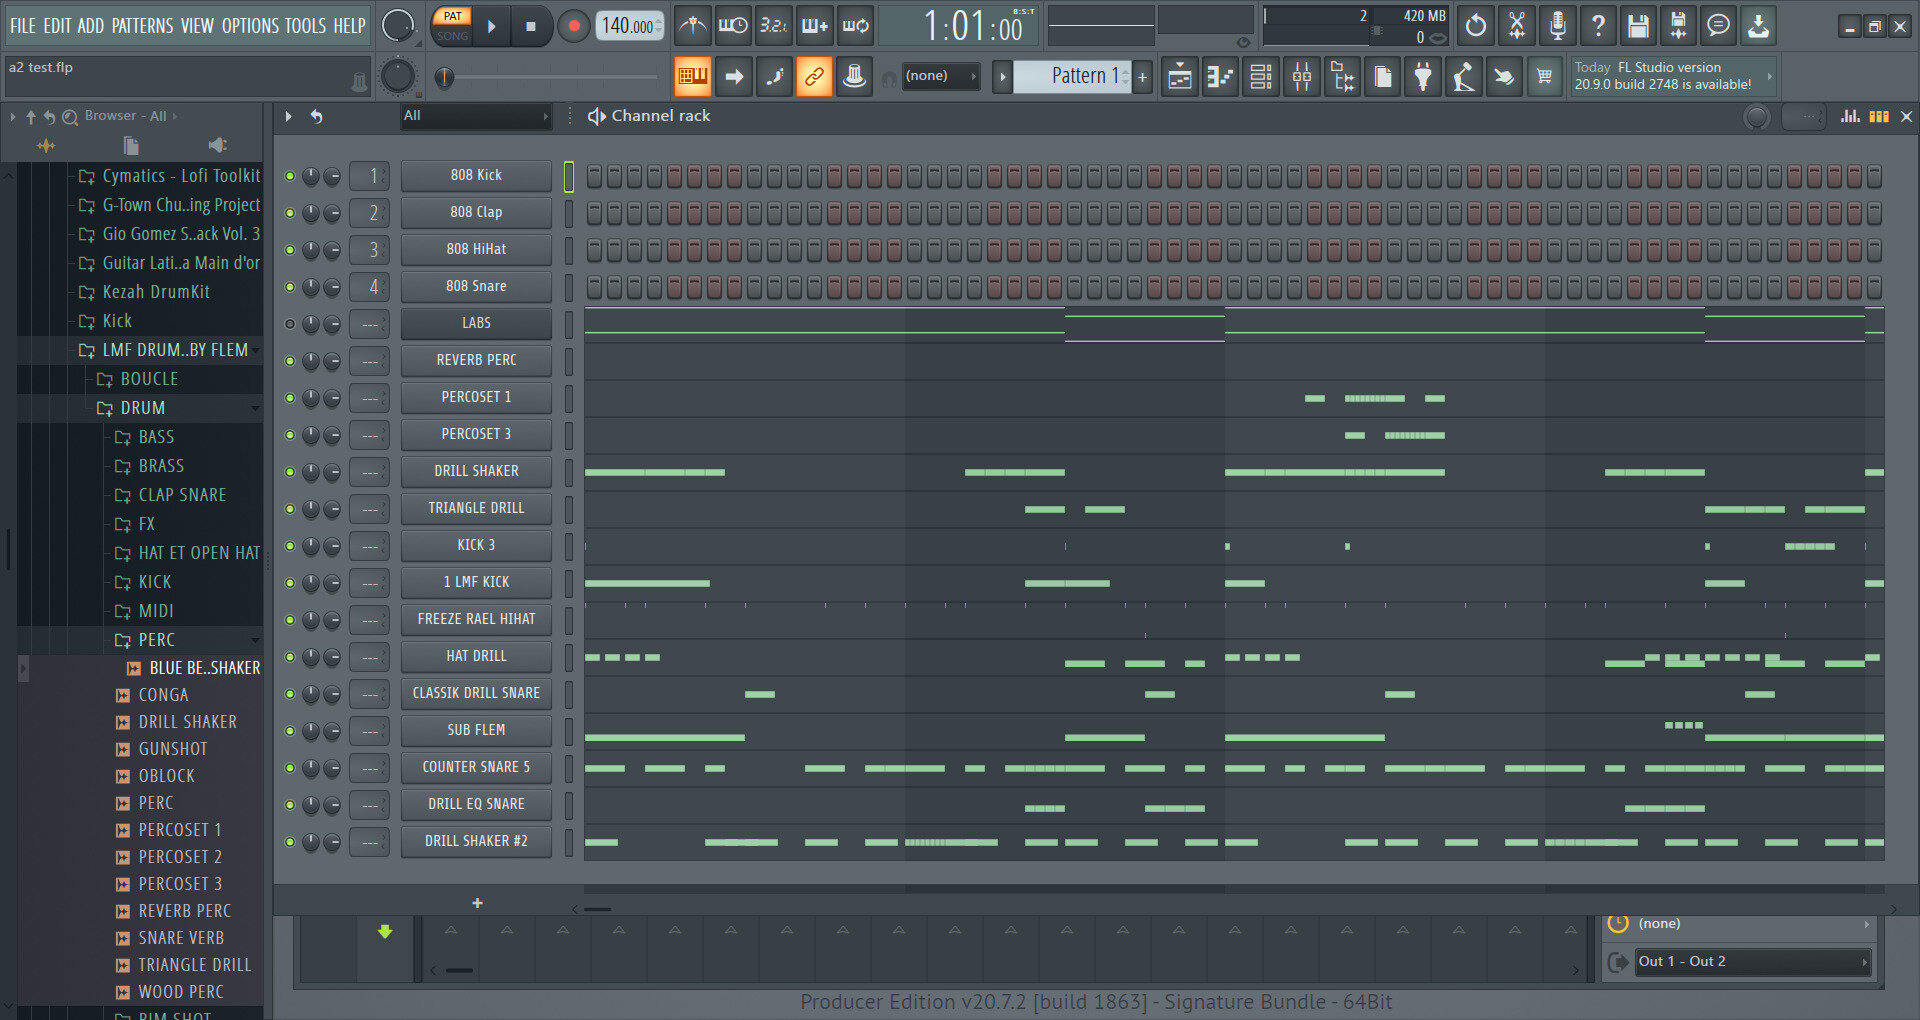 FILE EDIT ADD PATTERNS VIEW OPTIONS TOOLS HELP
PAT
SONG
140.000
3.2.1
1:01:00
B:S:T
2
420 MB
0
a2 test.flp
(none)
Pattern 1
+
Today FL Studio version
20.9.0 build 2748 is available!
Browser - All
All
Channel rack
Cymatics - Lofi Toolkit
G-Town Chu..ing Project
Gio Gomez S..ack Vol. 3
Guitar Lati..a Main d'or
Kezah DrumKit
Kick
LMF DRUM..BY FLEM
BOUCLE
DRUM
BASS
BRASS
CLAP SNARE
FX
HAT ET OPEN HAT
KICK
MIDI
PERC
BLUE BE..SHAKER
CONGA
DRILL SHAKER
GUNSHOT
OBLOCK
PERC
PERCOSET 1
PERCOSET 2
PERCOSET 3
REVERB PERC
SNARE VERB
TRIANGLE DRILL
WOOD PERC
RIM SHOT
1 808 Kick
2 808 Clap
3 808 HiHat
4 808 Snare
--- LABS
--- REVERB PERC
--- PERCOSET 1
--- PERCOSET 3
--- DRILL SHAKER
--- TRIANGLE DRILL
--- KICK 3
--- 1 LMF KICK
--- FREEZE RAEL HIHAT
--- HAT DRILL
--- CLASSIK DRILL SNARE
--- SUB FLEM
--- COUNTER SNARE 5
--- DRILL EQ SNARE
--- DRILL SHAKER #2
+
(none)
Out 1 - Out 2
Producer Edition v20.7.2 [build 1863] - Signature Bundle - 64Bit